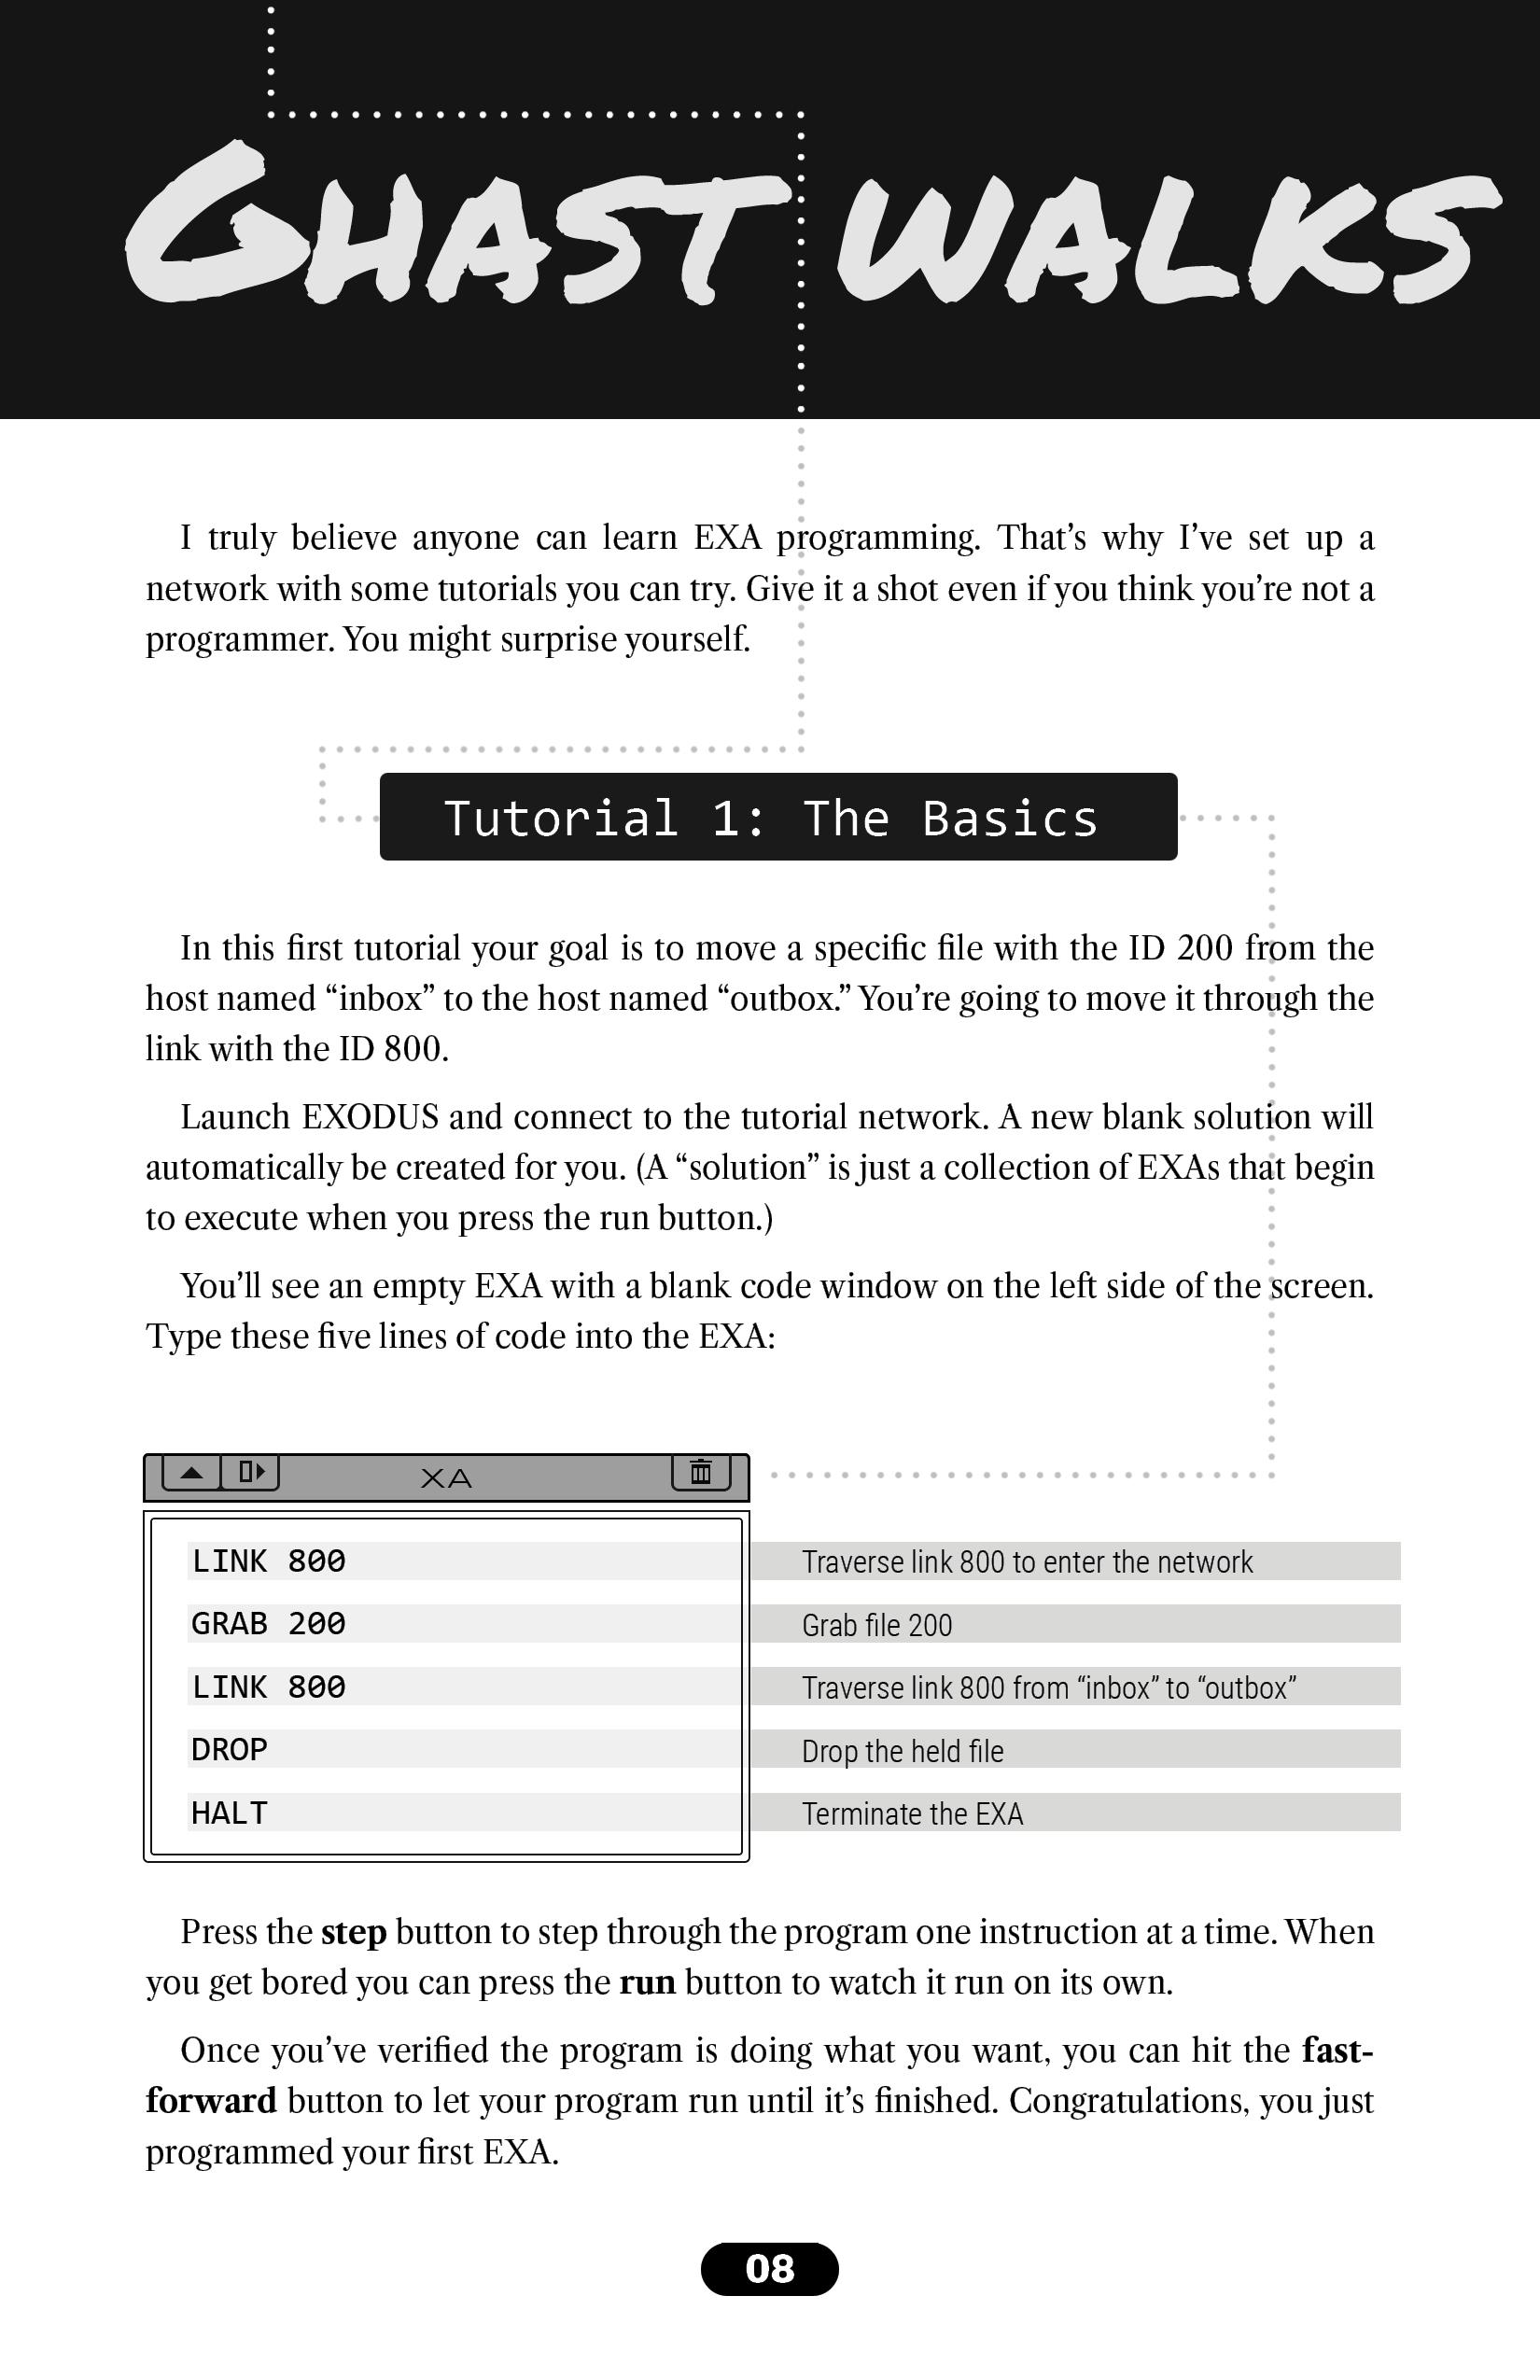 GHAST WALKS
I truly believe anyone can learn EXA programming. That’s why I’ve set up a
network with some tutorials you can try. Give it a shot even if you think you’re not a
programmer. You might surprise yourself.
Tutorial 1: The Basics
In this first tutorial your goal is to move a specific file with the ID 200 from the
host named “inbox” to the host named “outbox.” You’re going to move it through the
link with the ID 800.
Launch EXODUS and connect to the tutorial network. A new blank solution will
automatically be created for you. (A “solution” is just a collection of EXAs that begin
to execute when you press the run button.)
You’ll see an empty EXA with a blank code window on the left side of the screen.
Type these five lines of code into the EXA:
XA
LINK 800 Traverse link 800 to enter the network
GRAB 200 Grab file 200
LINK 800 Traverse link 800 from “inbox” to “outbox”
DROP Drop the held file
HALT Terminate the EXA
Press the step button to step through the program one instruction at a time. When
you get bored you can press the run button to watch it run on its own.
Once you’ve verified the program is doing what you want, you can hit the fast-
forward button to let your program run until it’s finished. Congratulations, you just
programmed your first EXA.
08